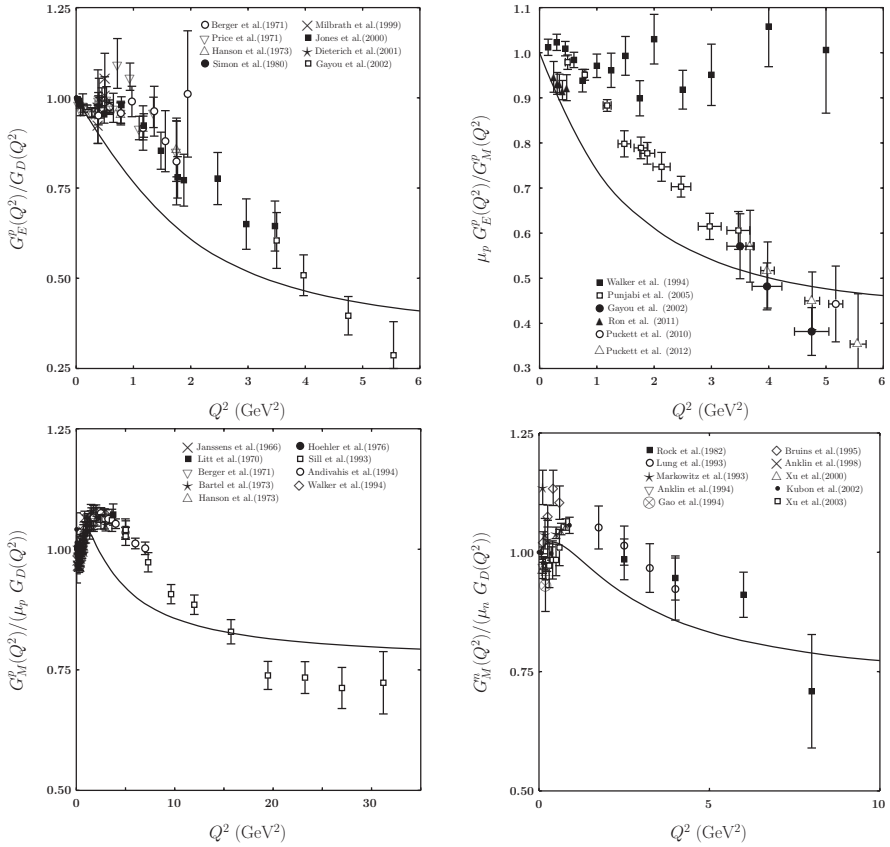 1.25
1.00
0.75
0.50
0.25
0 1 2 3 4 5 6
G_E^p(Q^2)/G_D(Q^2)
Q^2 (GeV^2)
Berger et al.(1971)
Price et al.(1971)
Hanson et al.(1973)
Simon et al.(1980)
Milbrath et al.(1999)
Jones et al.(2000)
Dieterich et al.(2001)
Gayou et al.(2002)
1.1
1.0
0.9
0.8
0.7
0.6
0.5
0.4
0.3
0 1 2 3 4 5 6
μ_p G_E^p(Q^2)/G_M^p(Q^2)
Q^2 (GeV^2)
Walker et al. (1994)
Punjabi et al. (2005)
Gayou et al. (2002)
Ron et al. (2011)
Puckett et al. (2010)
Puckett et al. (2012)
1.25
1.00
0.75
0.50
0 10 20 30
G_M^p(Q^2)/(μ_p G_D(Q^2))
Q^2 (GeV^2)
Janssens et al.(1966)
Litt et al.(1970)
Berger et al.(1971)
Bartel et al.(1973)
Hanson et al.(1973)
Hoehler et al.(1976)
Sill et al.(1993)
Andivahis et al.(1994)
Walker et al.(1994)
1.25
1.00
0.75
0.50
0 5 10
G_M^n(Q^2)/(μ_n G_D(Q^2))
Q^2 (GeV^2)
Rock et al.(1982)
Lung et al.(1993)
Markowitz et al.(1993)
Anklin et al.(1994)
Gao et al.(1994)
Bruins et al.(1995)
Anklin et al.(1998)
Xu et al.(2000)
Kubon et al.(2002)
Xu et al.(2003)